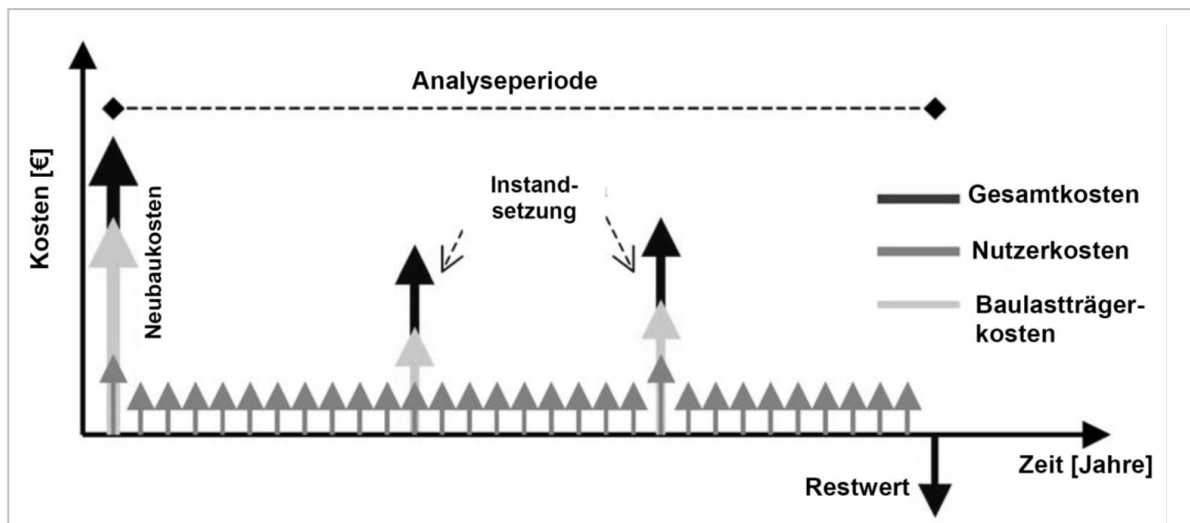 Analyseperiode
Kosten [€]
Neubaukosten
Instand-
setzung
Gesamtkosten
Nutzerkosten
Baulastträger-
kosten
Zeit [Jahre]
Restwert